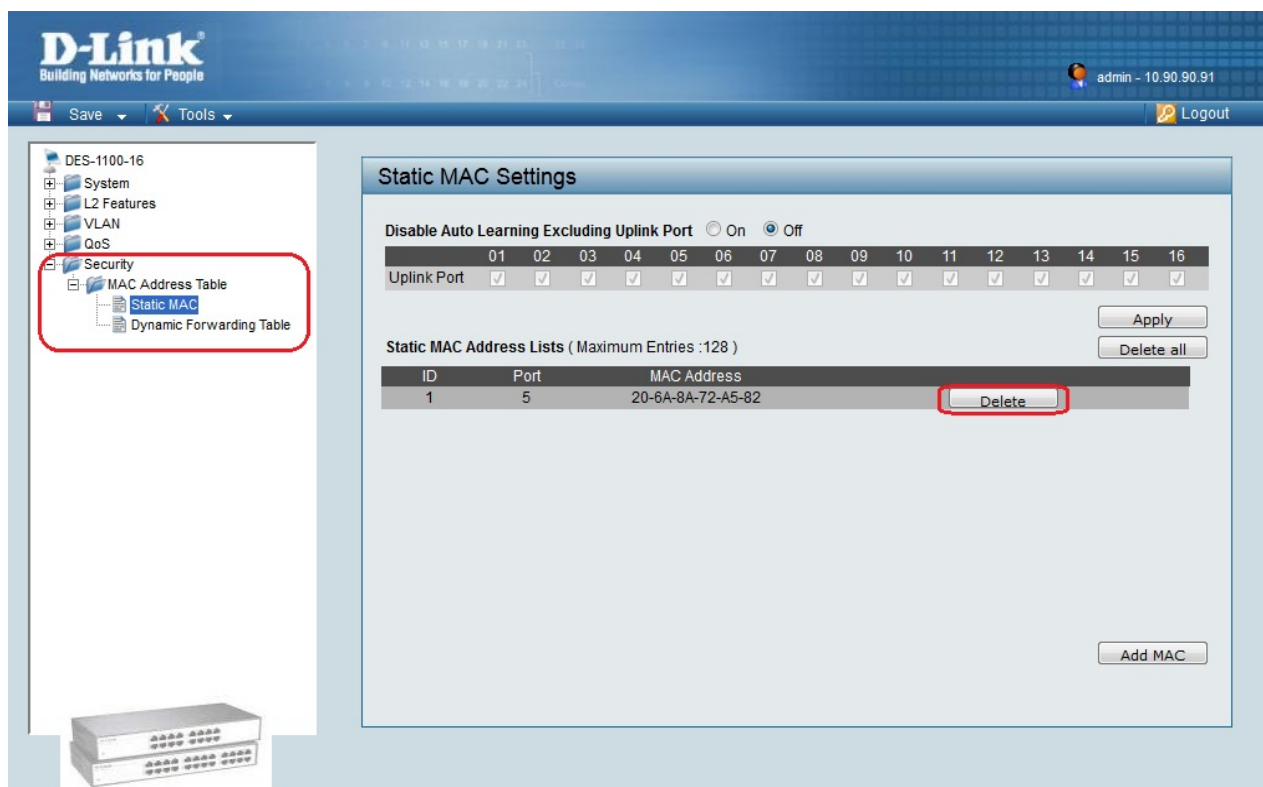 D-Link®
Building Networks for People
admin - 10.90.90.91
Save Tools Logout
DES-1100-16
System
L2 Features
VLAN
QoS
Security
MAC Address Table
Static MAC
Dynamic Forwarding Table
Static MAC Settings
Disable Auto Learning Excluding Uplink Port On Off
01 02 03 04 05 06 07 08 09 10 11 12 13 14 15 16
Uplink Port
Apply
Static MAC Address Lists ( Maximum Entries :128 ) Delete all
ID Port MAC Address
1 5 20-6A-8A-72-A5-82 Delete
Add MAC